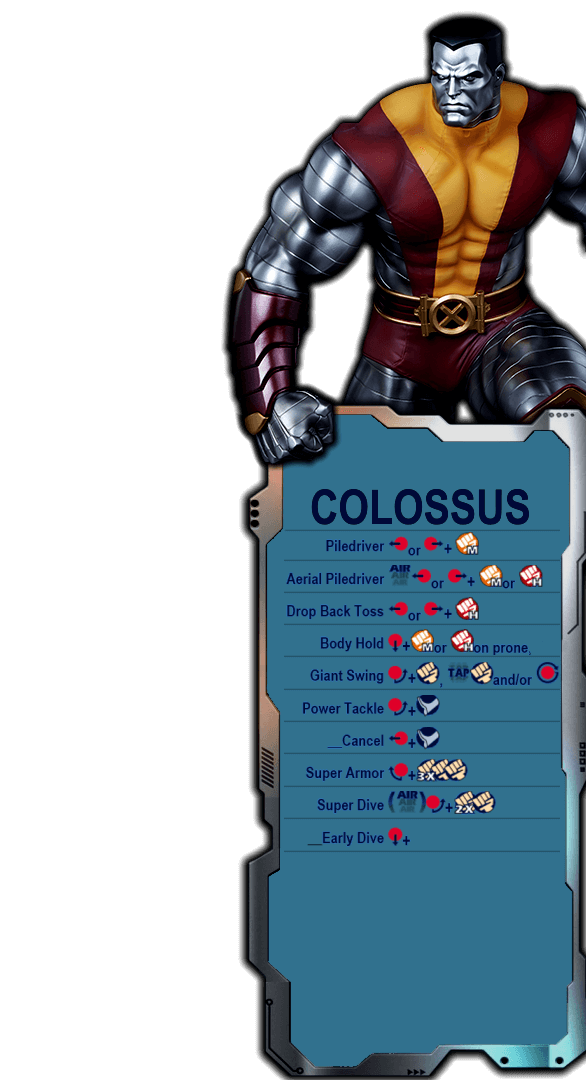 COLOSSUS
Piledriver or + M
Aerial Piledriver AIR or + M or H
Drop Back Toss or + H
Body Hold + M or H on prone,
Giant Swing + , TAP and/or
Power Tackle +
__Cancel +
Super Armor + 3X
Super Dive (AIR) + 2X
__Early Dive +